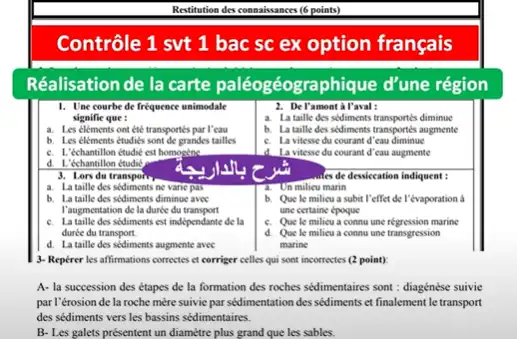 Restitution des connaissances (6 points)
Contrôle 1 svt 1 bac sc ex option français
Réalisation de la carte paléogéographique d’une région
1. Une courbe de fréquence unimodale
signifie que :
a. Les éléments ont été transportés par l’eau
b. Les éléments étudiés sont de grandes tailles
c. L’échantillon est homogène
d. L’échantillon étudié
2. De l’amont à l’aval :
a. La taille des sédiments transportés diminue
b. La taille des sédiments transportés augmente
c. La vitesse du courant d’eau diminue
d. La vitesse du courant d’eau augmente
شرح بالداريجة
3. Lors du transport
a. La taille des sédiments ne varie pas
b. La taille des sédiments diminue avec
l’augmentation de la durée du transport
c. La taille des sédiments est indépendante de la
durée du transport.
d. La taille des sédiments augmente avec
de dessiccation indiquent :
a. Un milieu marin
b. Que le milieu a subit l’effet de l’évaporation à
une certaine époque
c. Que le milieu a connu une régression marine
d. Que le milieu a connu une transgression
marine
3- Repérer les affirmations correctes et corriger celles qui sont incorrectes (2 point):
A- la succession des étapes de la formation des roches sédimentaires sont : diagénèse suivie
par l’érosion de la roche mère suivie par sédimentation des sédiments et finalement le transport
des sédiments vers les bassins sédimentaires.
B- Les galets présentent un diamètre plus grand que les sables.